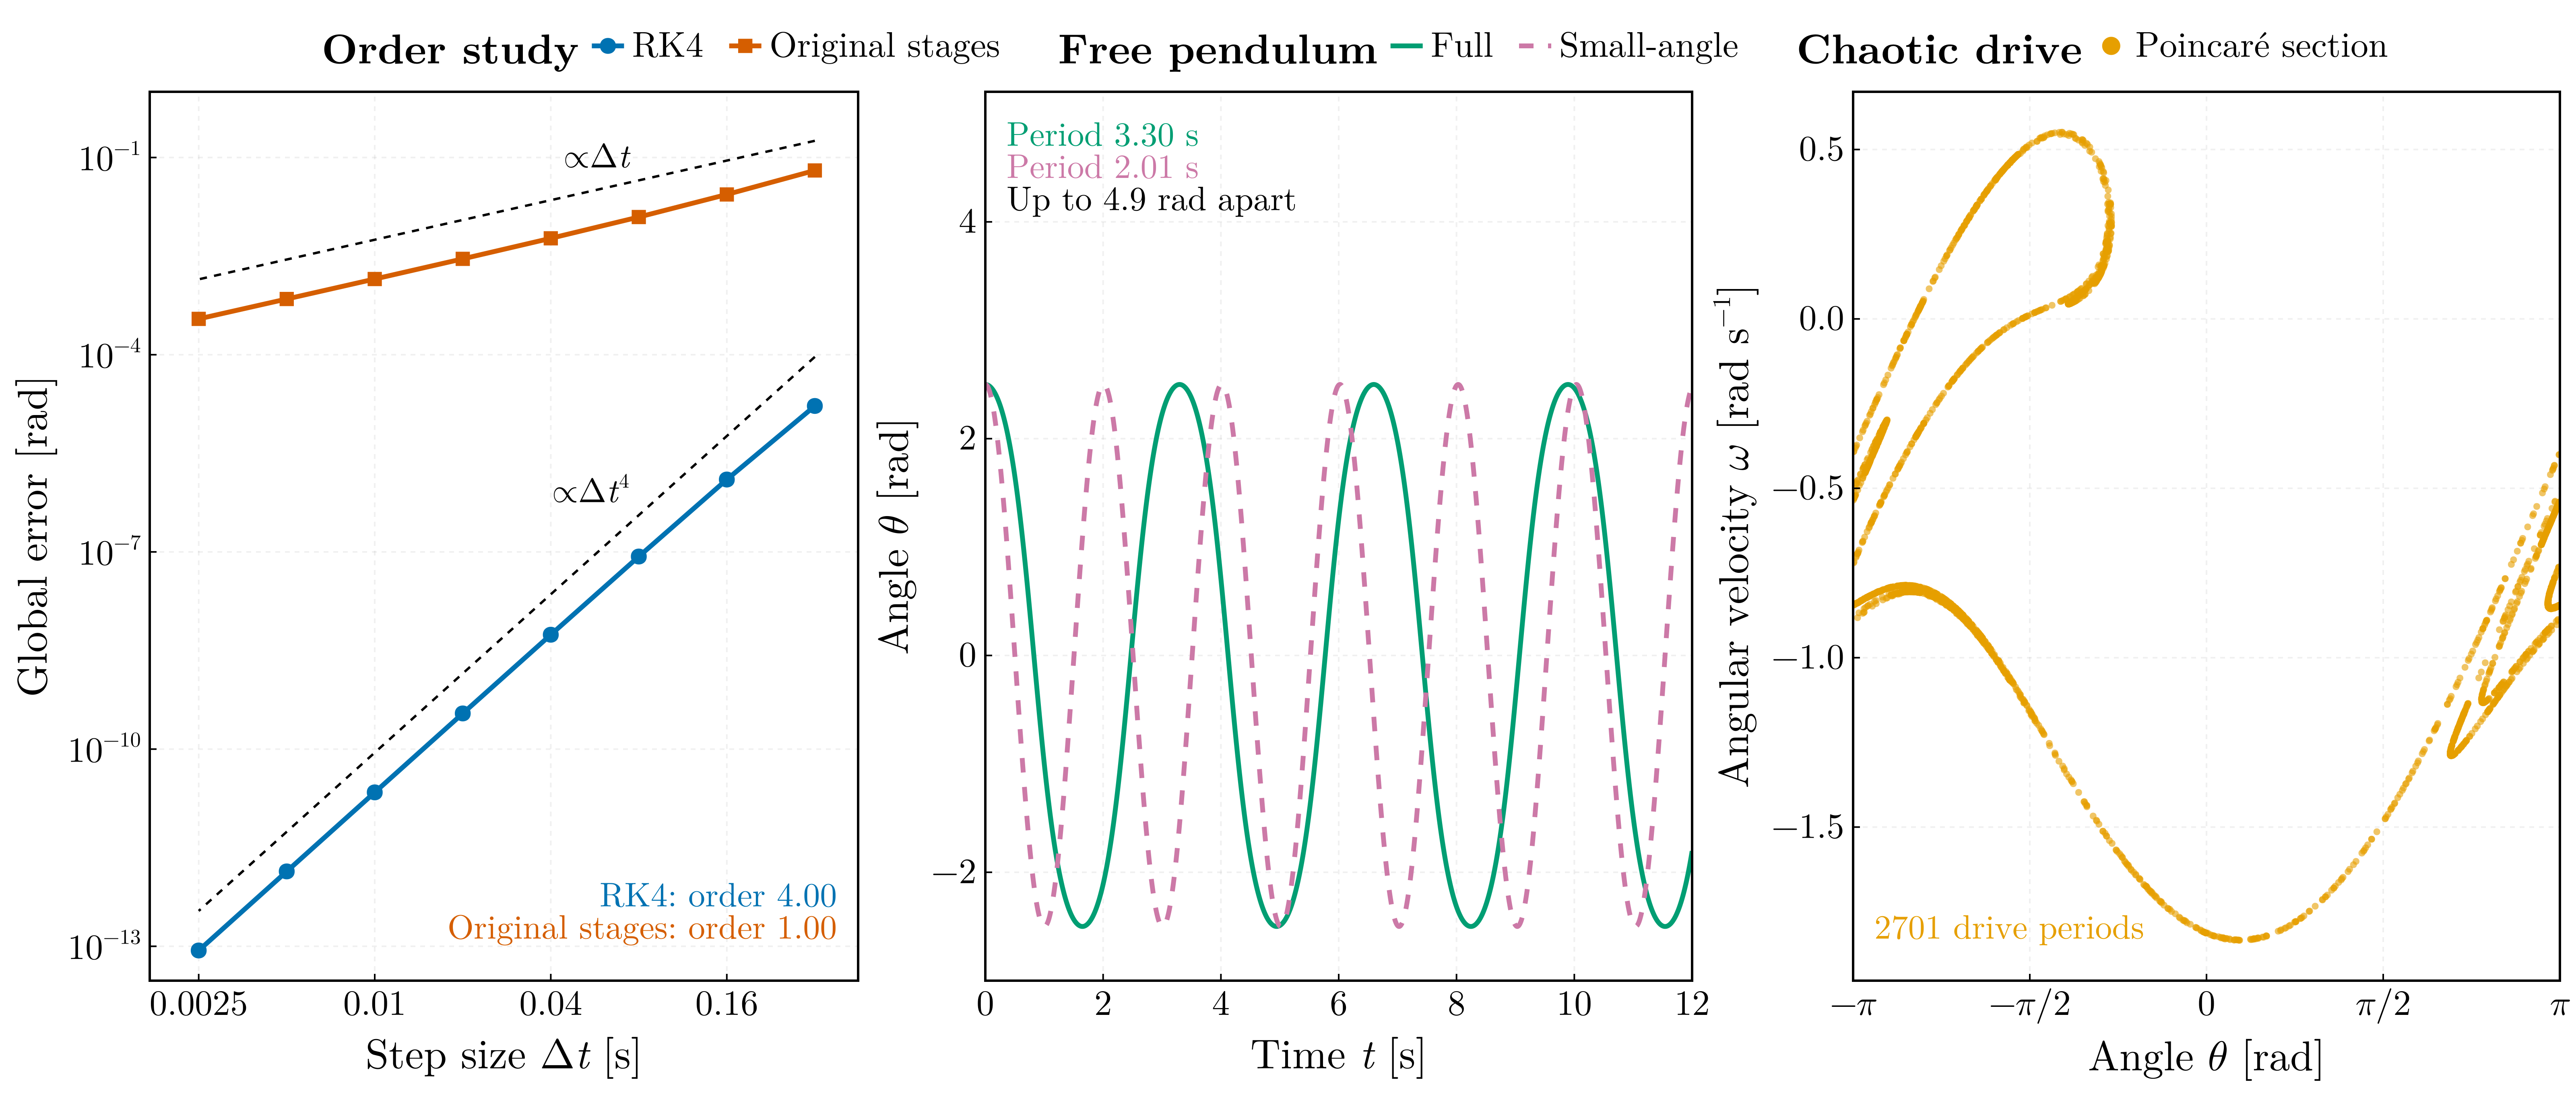 Order study RK4 Original stages
10⁻¹
10⁻⁴
10⁻⁷
10⁻¹⁰
10⁻¹³
∝Δt
∝Δt⁴
RK4: order 4.00
Original stages: order 1.00
0.0025 0.01 0.04 0.16
Step size Δt [s]
Global error [rad]
Free pendulum Full Small-angle
Period 3.30 s
Period 2.01 s
Up to 4.9 rad apart
4
2
0
−2
0 2 4 6 8 10 12
Time t [s]
Angle θ [rad]
Chaotic drive Poincaré section
0.5
0.0
−0.5
−1.0
−1.5
2701 drive periods
−π −π/2 0 π/2 π
Angle θ [rad]
Angular velocity ω [rad s⁻¹]